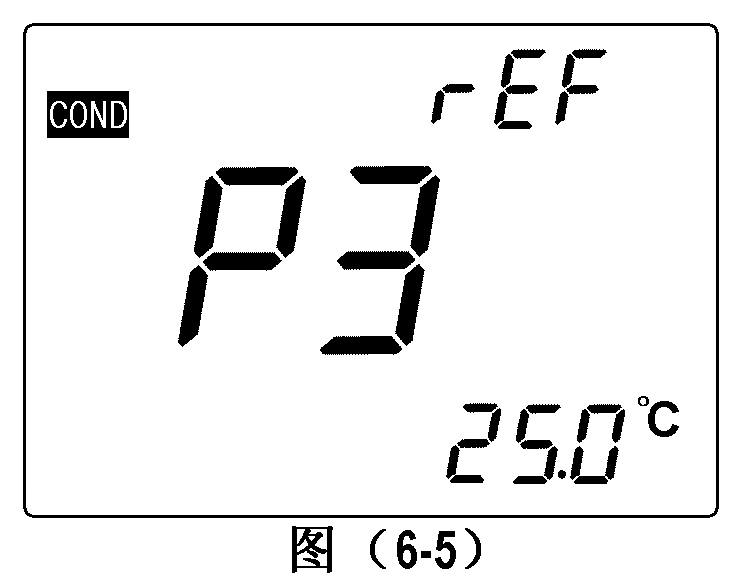 rEF
COND
P3
25.0℃
图（6-5）